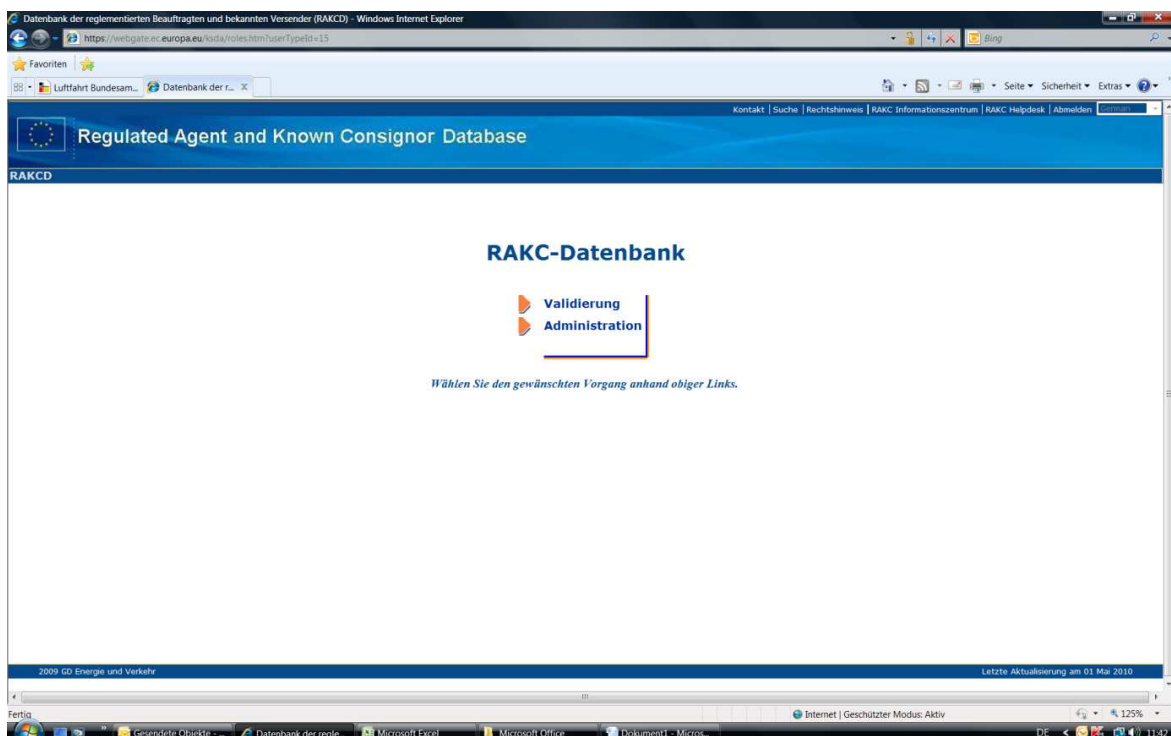 Datenbank der reglementierten Beauftragten und bekannten Versender (RAKCD) - Windows Internet Explorer
https://webgate.ec.europa.eu/ksda/roles.htm?userTypeId=15
Bing
Favoriten
Luftfahrt Bundesam... Datenbank der r... X
Seite Sicherheit Extras
Kontakt | Suche | Rechtshinweis | RAKC Informationszentrum | RAKC Helpdesk | Abmelden German
Regulated Agent and Known Consignor Database
RAKCD
RAKC-Datenbank
Validierung
Administration
Wählen Sie den gewünschten Vorgang anhand obiger Links.
2009 GD Energie und Verkehr Letzte Aktualisierung am 01 Mai 2010
Fertig Internet | Geschützter Modus: Aktiv 125%
Gesendete Objekte - ... Datenbank der regle... Microsoft Excel Microsoft Office Dokument1 - Micros... DE 11:42